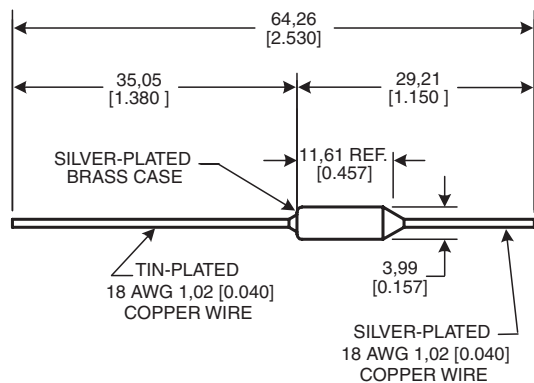 64,26
[2.530]
35,05
[1.380 ]
29,21
[1.150]
11,61 REF.
[0.457]
SILVER-PLATED
BRASS CASE
TIN-PLATED
18 AWG 1,02 [0.040]
COPPER WIRE
3,99
[0.157]
SILVER-PLATED
18 AWG 1,02 [0.040]
COPPER WIRE